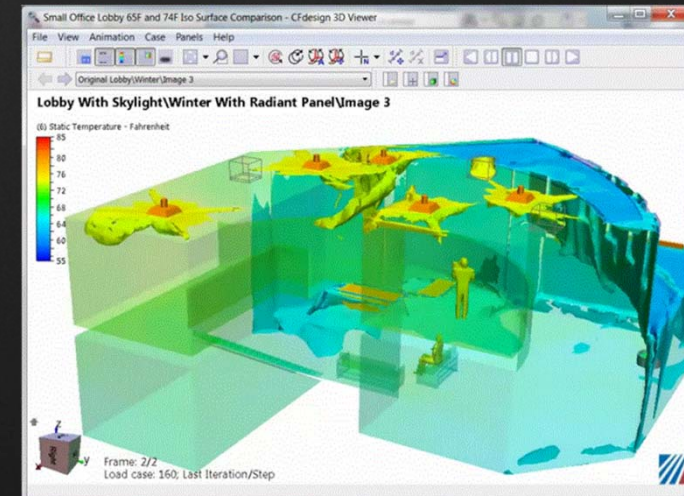 Small Office Lobby 65F and 74F Iso Surface Comparison - CFdesign 3D Viewer
File View Animation Case Panels Help
Original Lobby\Winter\Image 3
Lobby With Skylight\Winter With Radiant Panel\Image 3
(6) Static Temperature - Fahrenheit
85
80
76
72
68
64
60
55
Z
Y
X
Right
Frame: 2/2
Load case: 160; Last Iteration/Step